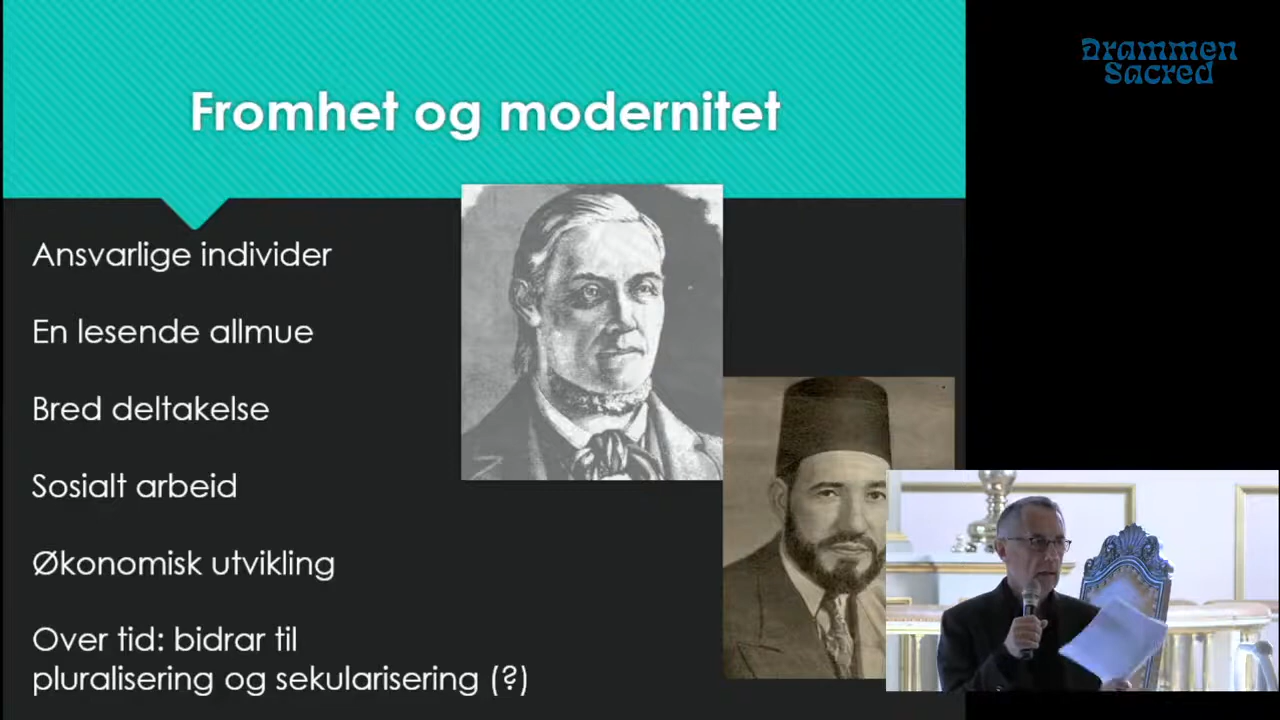 Fromhet og modernitet
Ansvarlige individer
En lesende allmue
Bred deltakelse
Sosialt arbeid
Økonomisk utvikling
Over tid: bidrar til
pluralisering og sekularisering (?)
Drammen
Sacred